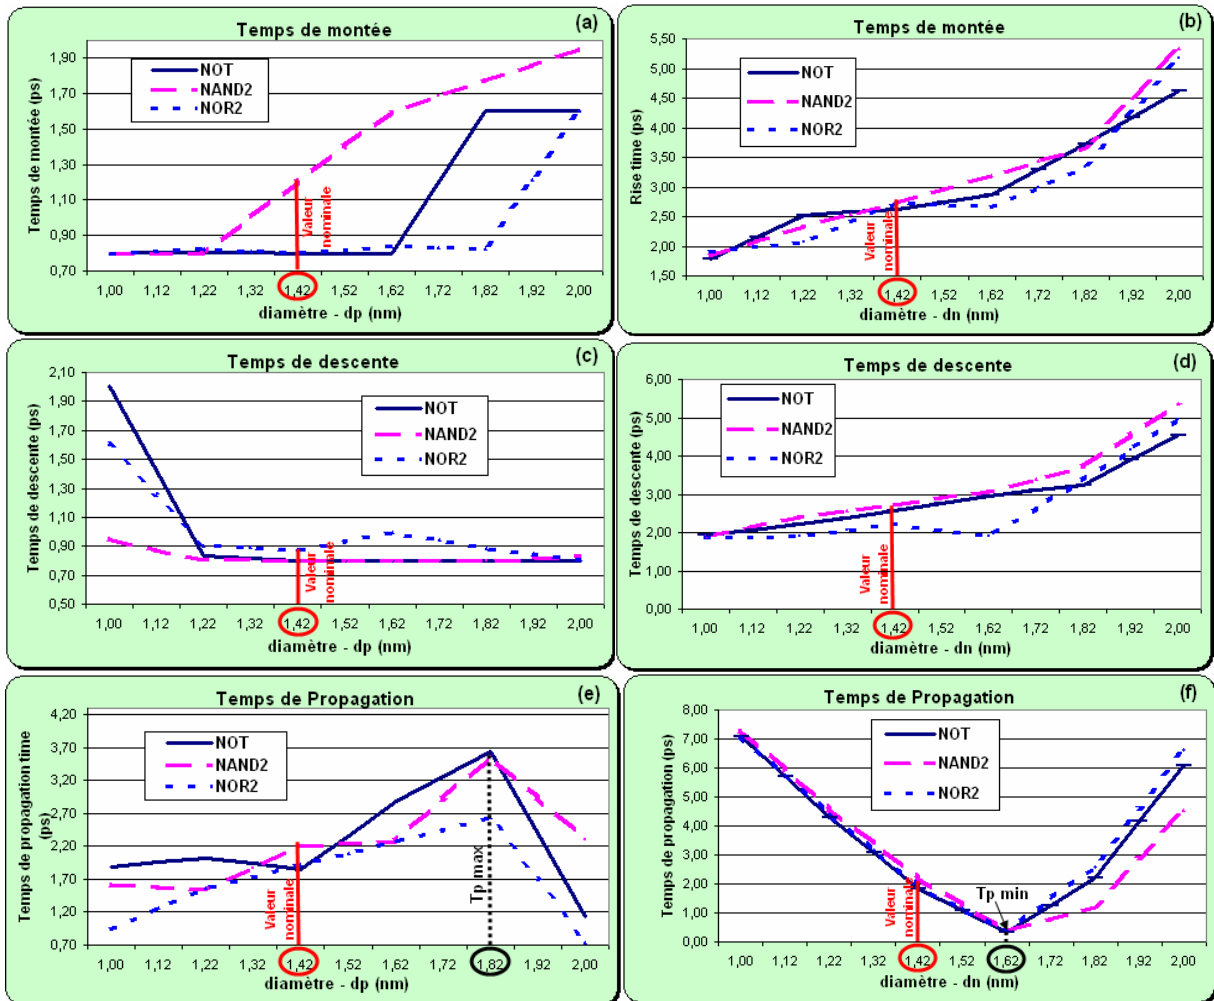 Temps de montée
(a)
Temps de montée (ps)
1,90
1,70
1,50
1,30
1,10
0,90
0,70
NOT
NAND2
NOR2
Valeur
nominale
1,00 1,12 1,22 1,32 1,42 1,52 1,62 1,72 1,82 1,92 2,00
diamètre - dp (nm)
Temps de montée
(b)
Rise time (ps)
5,50
5,00
4,50
4,00
3,50
3,00
2,50
2,00
1,50
NOT
NAND2
NOR2
Valeur
nominale
1,00 1,12 1,22 1,32 1,42 1,52 1,62 1,72 1,82 1,92 2,00
diamètre - dn (nm)
Temps de descente
(c)
Temps de descente (ps)
2,10
1,90
1,70
1,50
1,30
1,10
0,90
0,70
0,50
NOT
NAND2
NOR2
Valeur
nominale
1,00 1,12 1,22 1,32 1,42 1,52 1,62 1,72 1,82 1,92 2,00
diamètre - dp (nm)
Temps de descente
(d)
Temps de descente (ps)
6,00
5,00
4,00
3,00
2,00
1,00
0,00
NOT
NAND2
NOR2
Valeur
nominale
1,00 1,12 1,22 1,32 1,42 1,52 1,62 1,72 1,82 1,92 2,00
diamètre - dn (nm)
Temps de Propagation
(e)
Temps de propagation time
(ps)
4,20
3,70
3,20
2,70
2,20
1,70
1,20
0,70
NOT
NAND2
NOR2
Valeur
nominale
Tp_max
1,00 1,12 1,22 1,32 1,42 1,52 1,62 1,72 1,82 1,92 2,00
diamètre - dp (nm)
Temps de Propagation
(f)
Temps de propagation (ps)
8,00
7,00
6,00
5,00
4,00
3,00
2,00
1,00
0,00
NOT
NAND2
NOR2
Valeur
nominale
Tp_min
1,00 1,12 1,22 1,32 1,42 1,52 1,62 1,72 1,82 1,92 2,00
diamètre - dn (nm)